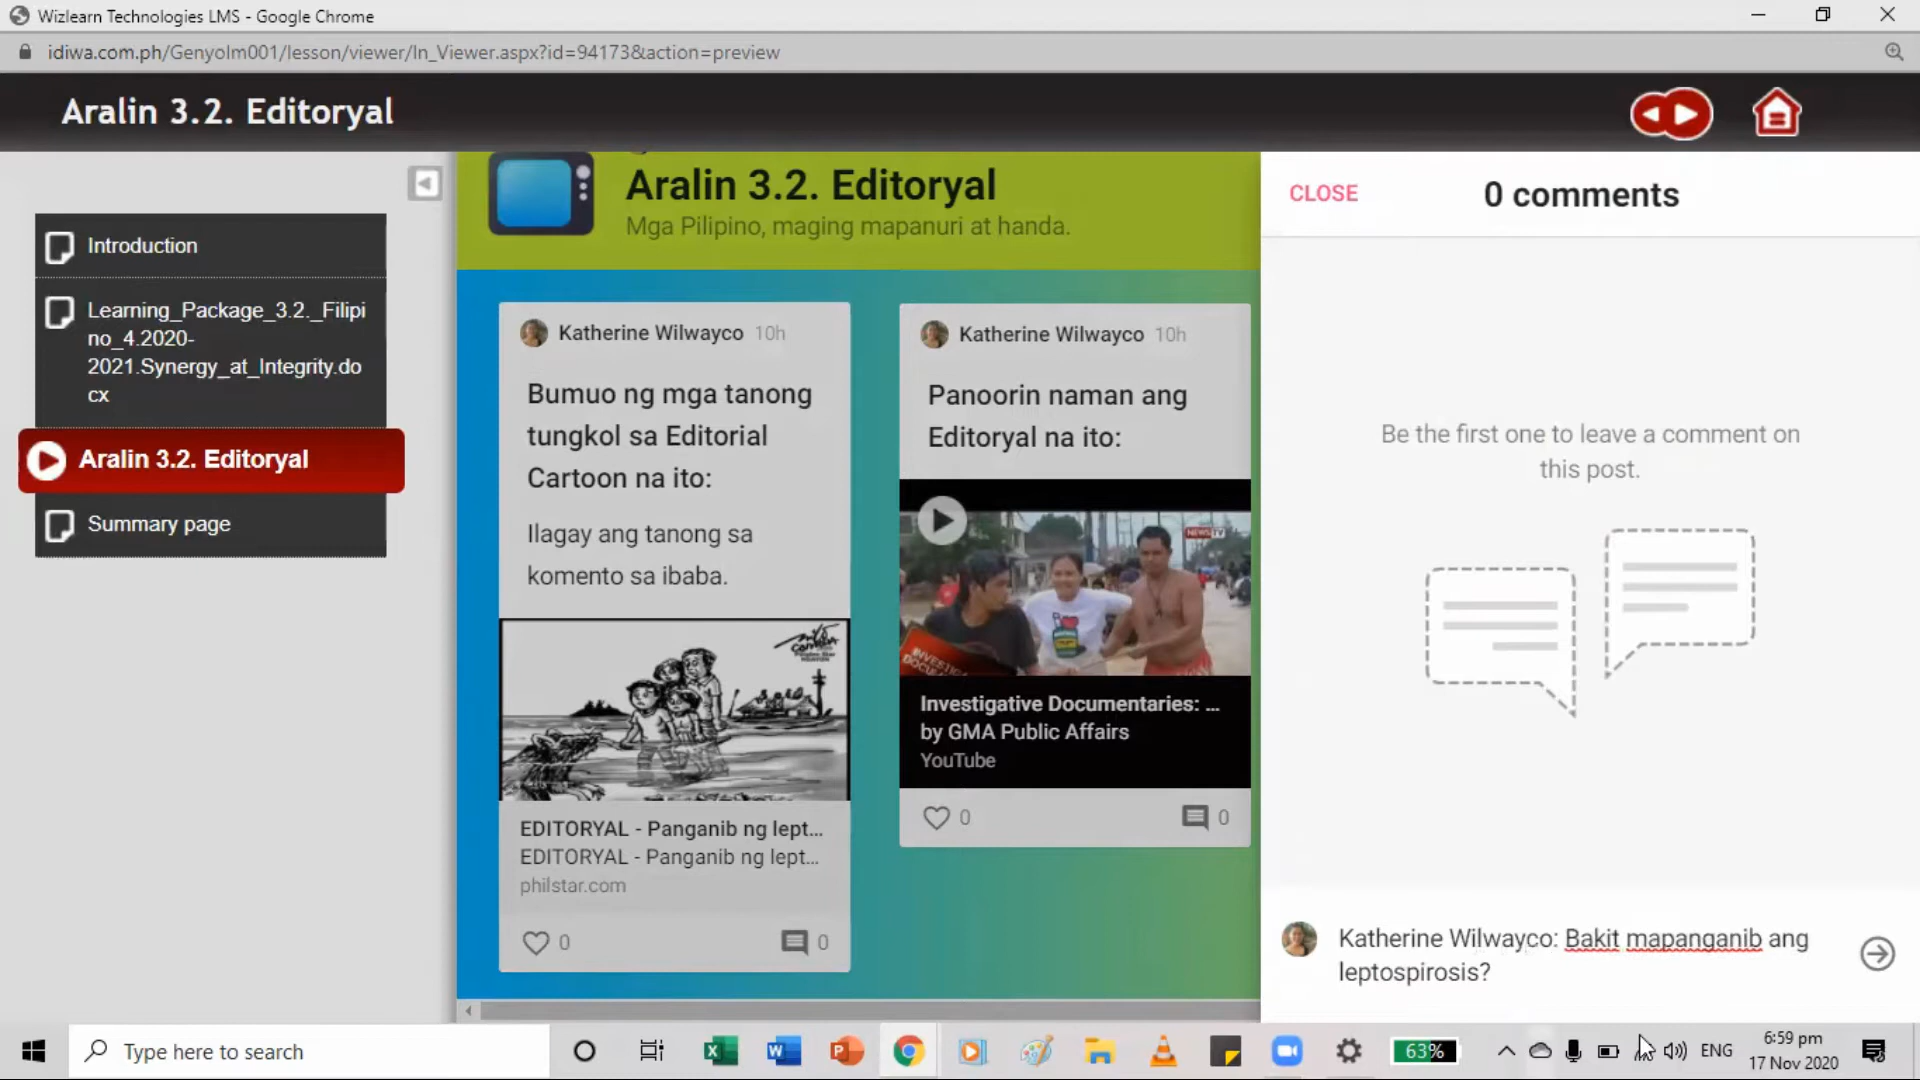 Wizlearn Technologies LMS - Google Chrome
idiwa.com.ph/Genyolm001/lesson/viewer/ln_Viewer.aspx?id=94173&action=preview
Aralin 3.2. Editoryal
Introduction
Learning_Package_3.2._Filipi
no_4.2020-
2021.Synergy_at_Integrity.do
cx
Aralin 3.2. Editoryal
Summary page
Aralin 3.2. Editoryal
Mga Pilipino, maging mapanuri at handa.
Katherine Wilwayco 10h
Bumuo ng mga tanong
tungkol sa Editorial
Cartoon na ito:
Ilagay ang tanong sa
komento sa ibaba.
EDITORYAL - Panganib ng lept...
EDITORYAL - Panganib ng lept...
philstar.com
0
0
Katherine Wilwayco 10h
Panoorin naman ang
Editoryal na ito:
NEWS TV
Investigative Documentaries: ...
by GMA Public Affairs
YouTube
0
0
CLOSE
0 comments
Be the first one to leave a comment on
this post.
Katherine Wilwayco: Bakit mapanganib ang
leptospirosis?
Type here to search
63%
ENG
6:59 pm
17 Nov 2020